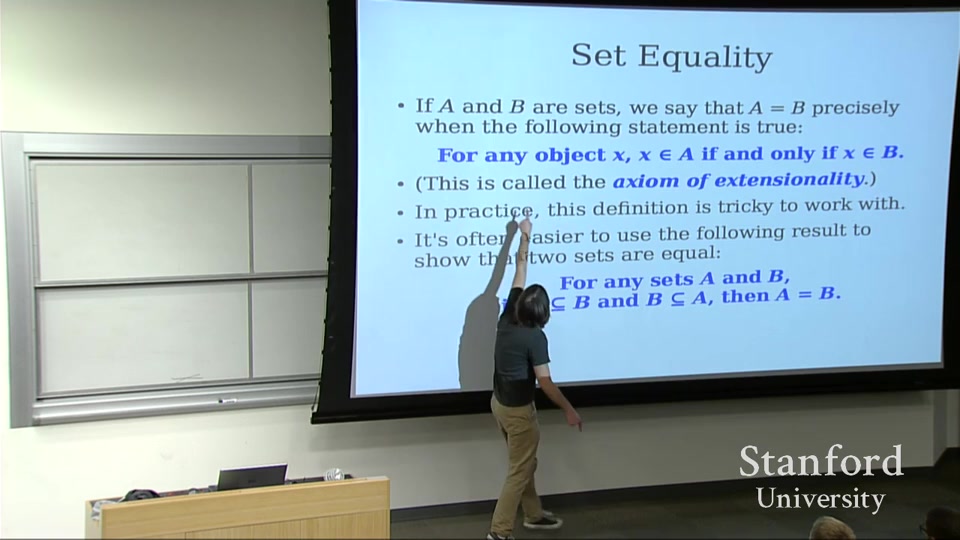 Set Equality
• If A and B are sets, we say that A = B precisely
when the following statement is true:
For any object x, x ∈ A if and only if x ∈ B.
• (This is called the axiom of extensionality.)
• In practice, this definition is tricky to work with.
• It's often easier to use the following result to
show that two sets are equal:
For any sets A and B,
⊆ B and B ⊆ A, then A = B.
Stanford
University